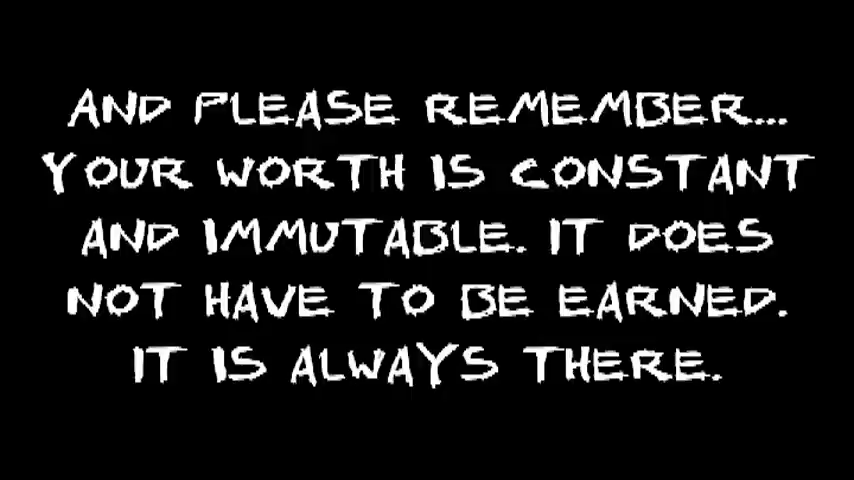 AND PLEASE REMEMBER...
YOUR WORTH IS CONSTANT
AND IMMUTABLE. IT DOES
NOT HAVE TO BE EARNED.
IT IS ALWAYS THERE.